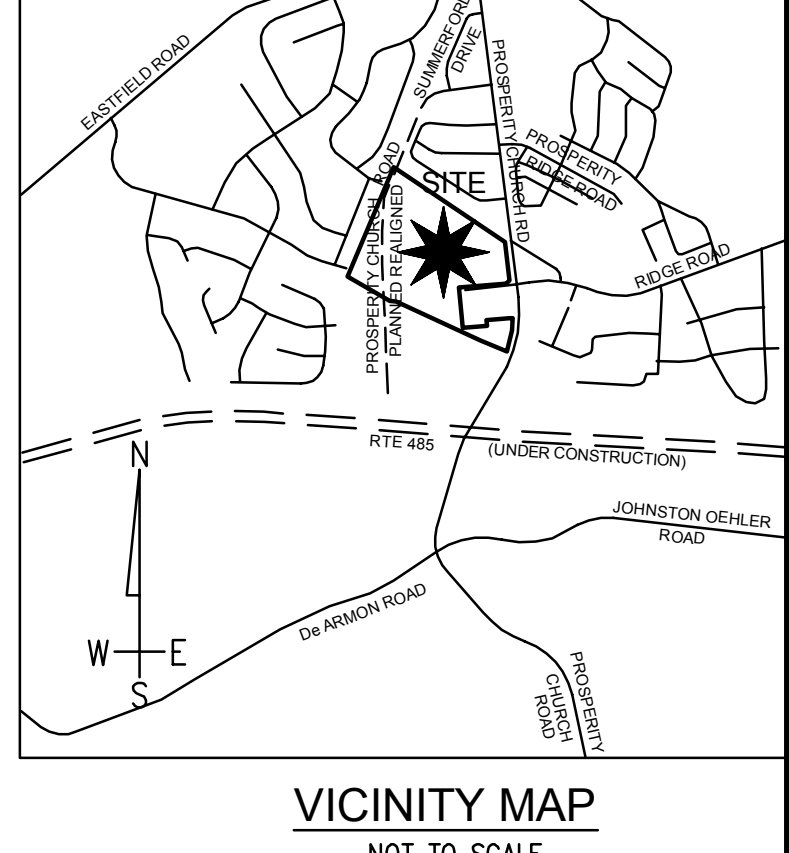 EASTFIELD ROAD
SUMMERFORD
DRIVE
PROSPERITY CHURCH RD
PROSPERITY
RIDGE ROAD
SITE
PROSPERITY CHURCH ROAD
PLANNED REALIGNED
RIDGE ROAD
RTE 485
(UNDER CONSTRUCTION)
N
W E
S
JOHNSTON OEHLER
ROAD
De ARMON ROAD
PROSPERITY
CHURCH
ROAD
VICINITY MAP
NOT TO SCALE